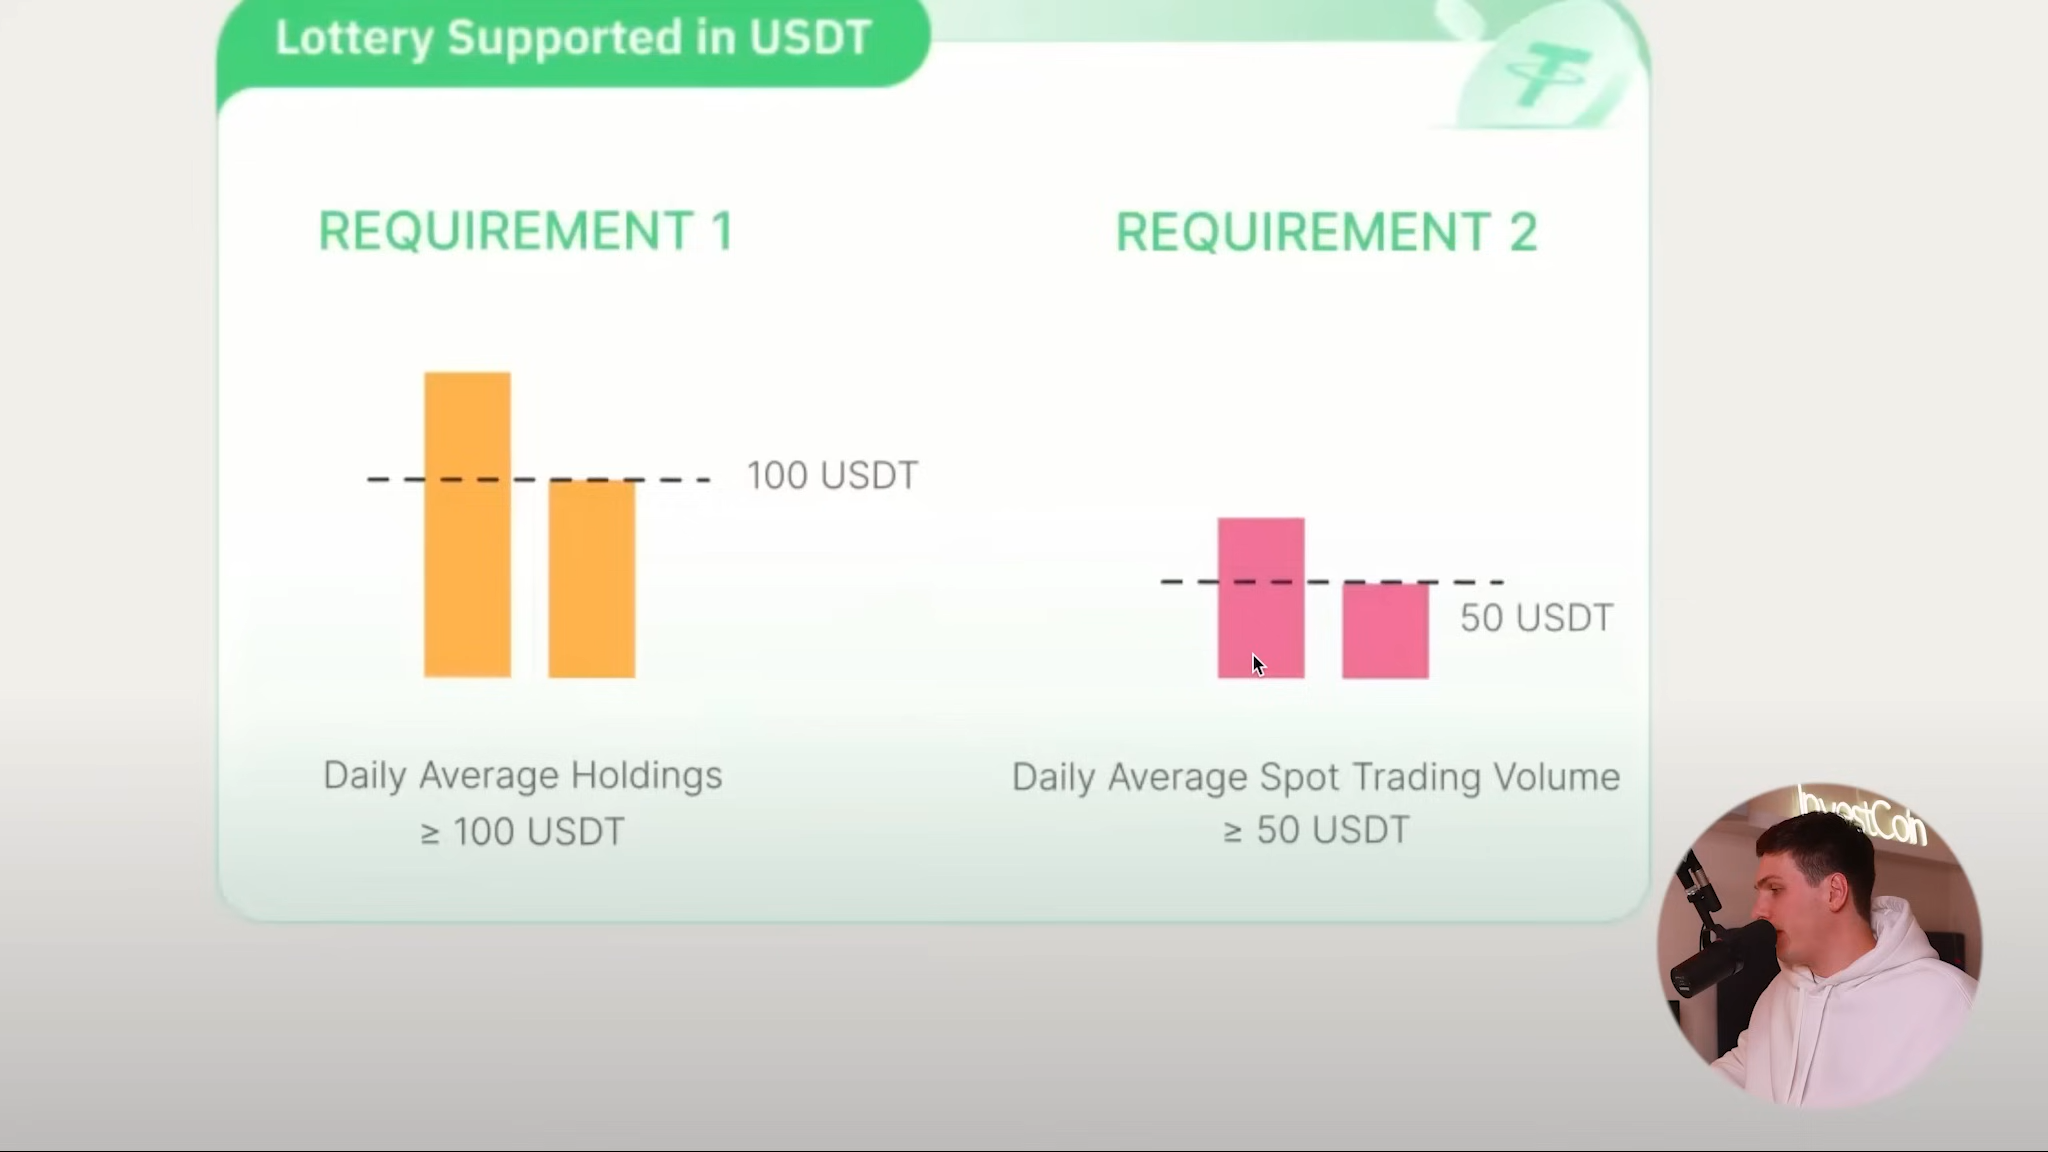 Lottery Supported in USDT
REQUIREMENT 1
REQUIREMENT 2
100 USDT
50 USDT
Daily Average Holdings
≥ 100 USDT
Daily Average Spot Trading Volume
≥ 50 USDT
InvestCoin